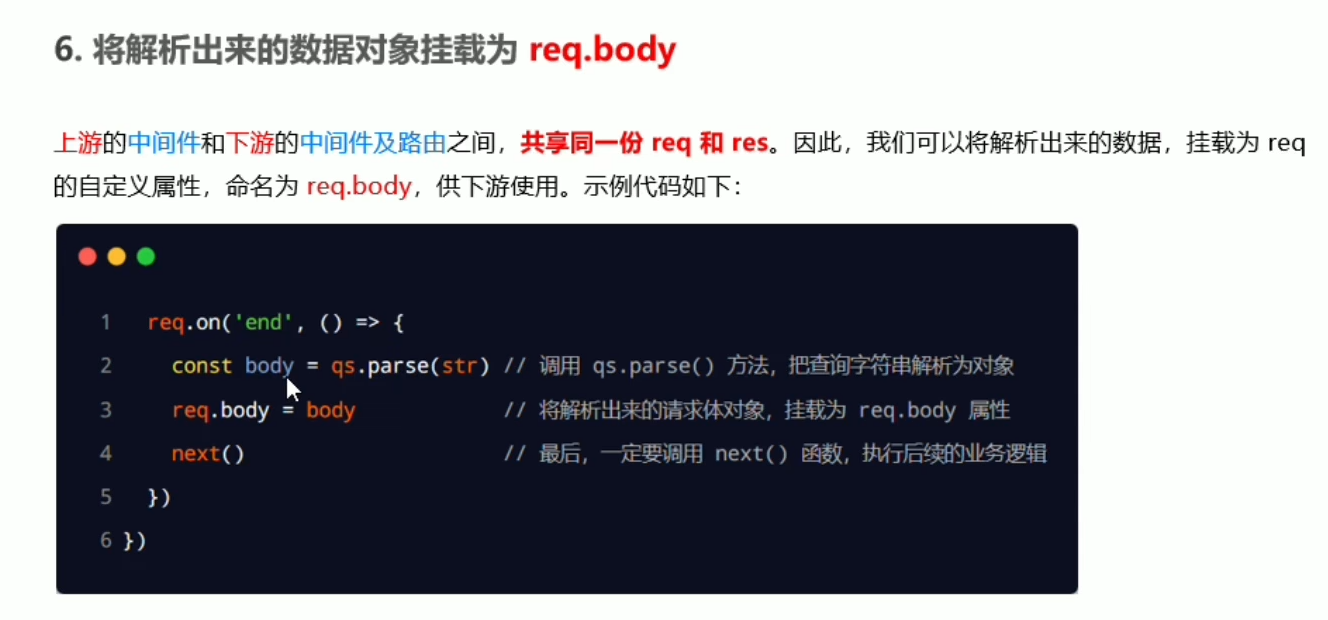 6. 将解析出来的数据对象挂载为 req.body
上游的中间件和下游的中间件及路由之间，共享同一份 req 和 res。因此，我们可以将解析出来的数据，挂载为 req
的自定义属性，命名为 req.body，供下游使用。示例代码如下：
1 req.on('end', () => {
2 const body = qs.parse(str) // 调用 qs.parse() 方法，把查询字符串解析为对象
3 req.body = body // 将解析出来的请求体对象，挂载为 req.body 属性
4 next() // 最后，一定要调用 next() 函数，执行后续的业务逻辑
5 })
6 })